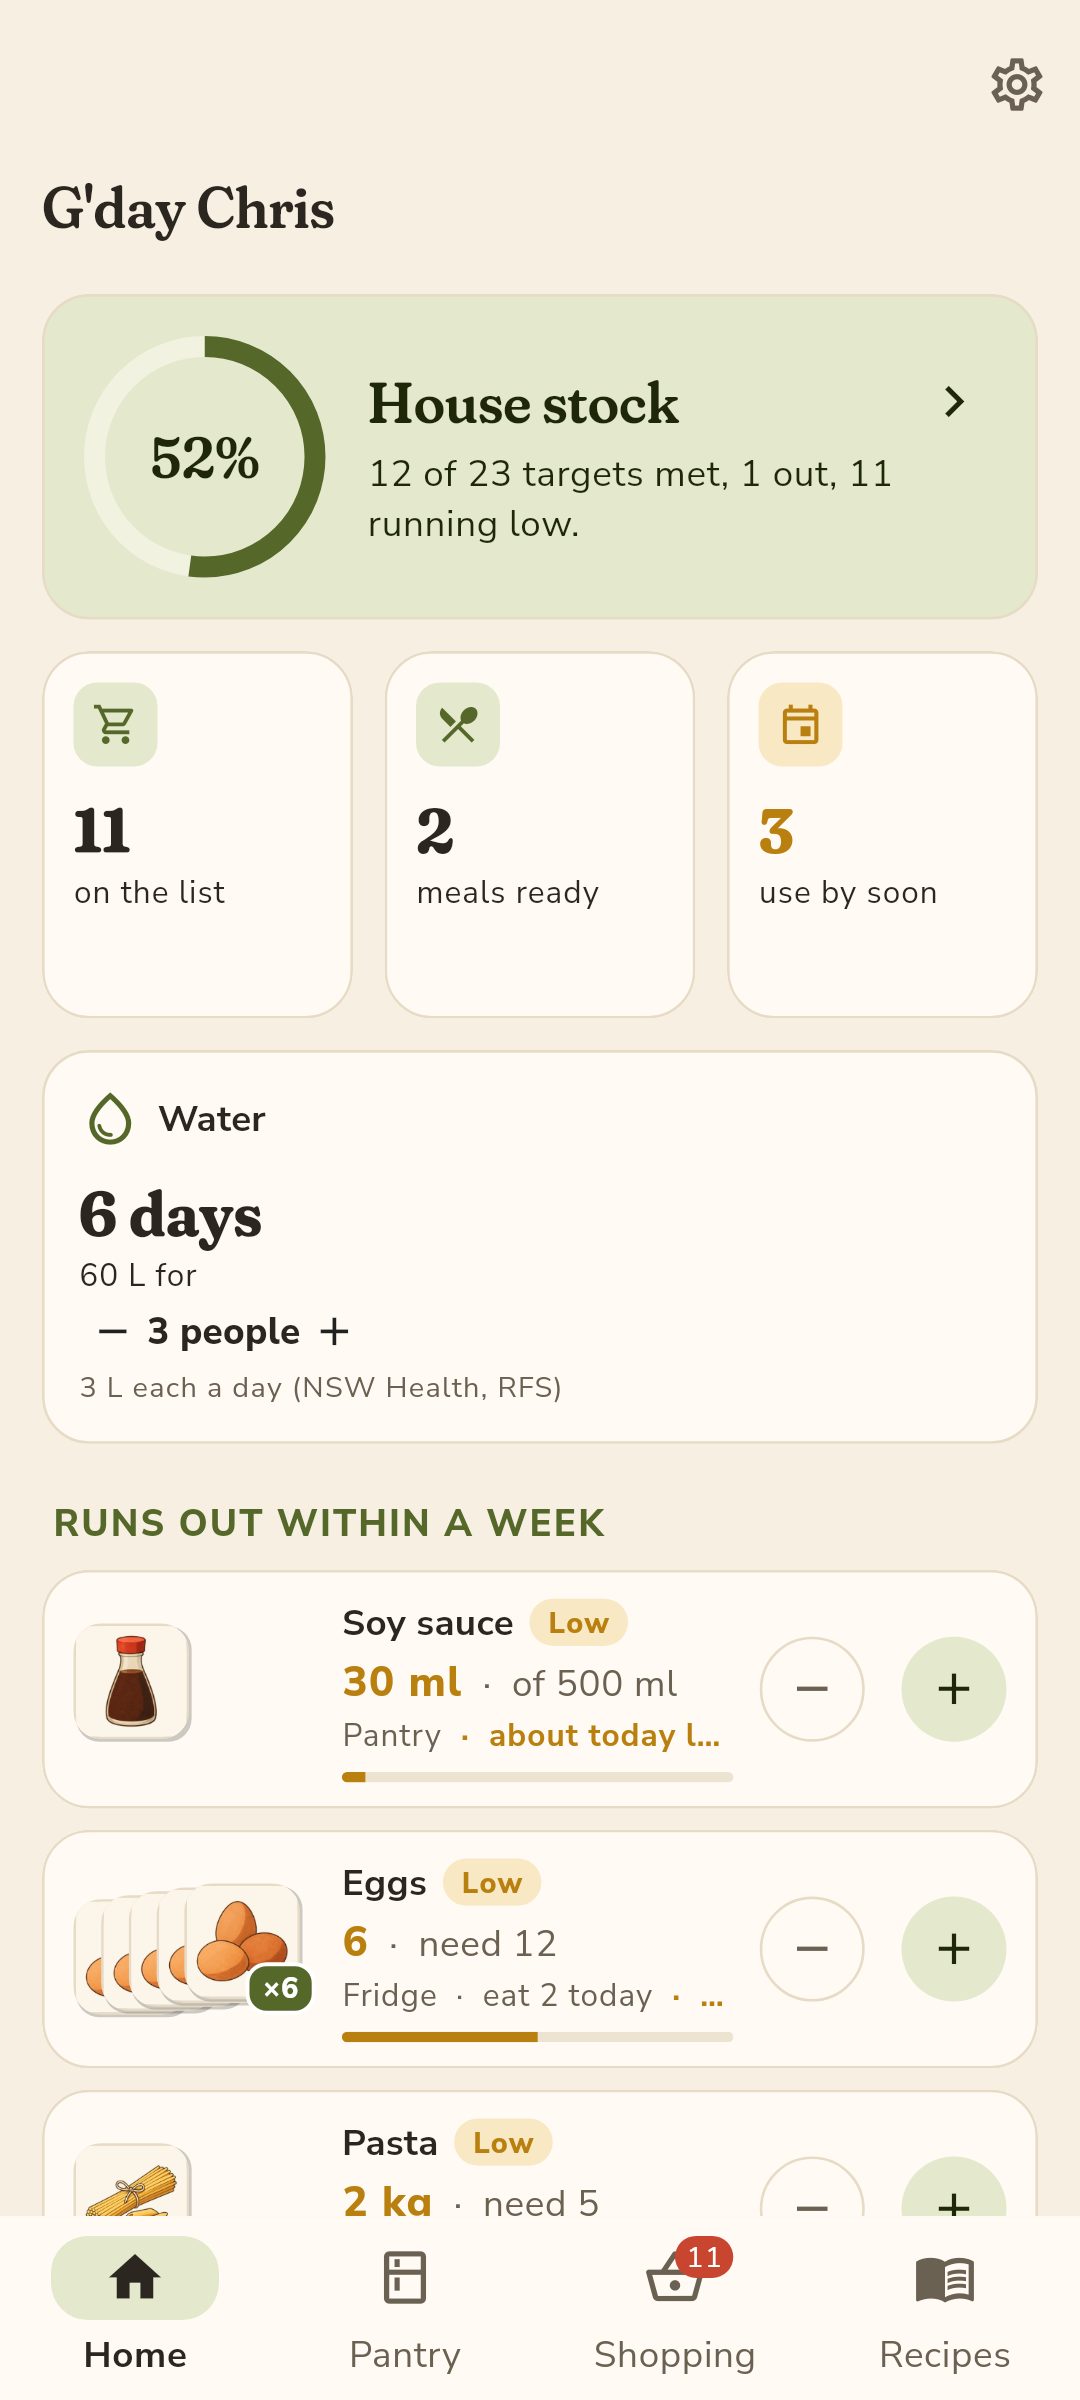 G'day Chris
52%
House stock
12 of 23 targets met, 1 out, 11
running low.
11
on the list
2
meals ready
3
use by soon
Water
6 days
60 L for
− 3 people +
3 L each a day (NSW Health, RFS)
RUNS OUT WITHIN A WEEK
Soy sauce Low
30 ml · of 500 ml
Pantry · about today l...
− +
Eggs Low
6 · need 12
Fridge · eat 2 today · ...
×6
− +
Pasta Low
2 kg · need 5
− +
11
Home Pantry Shopping Recipes